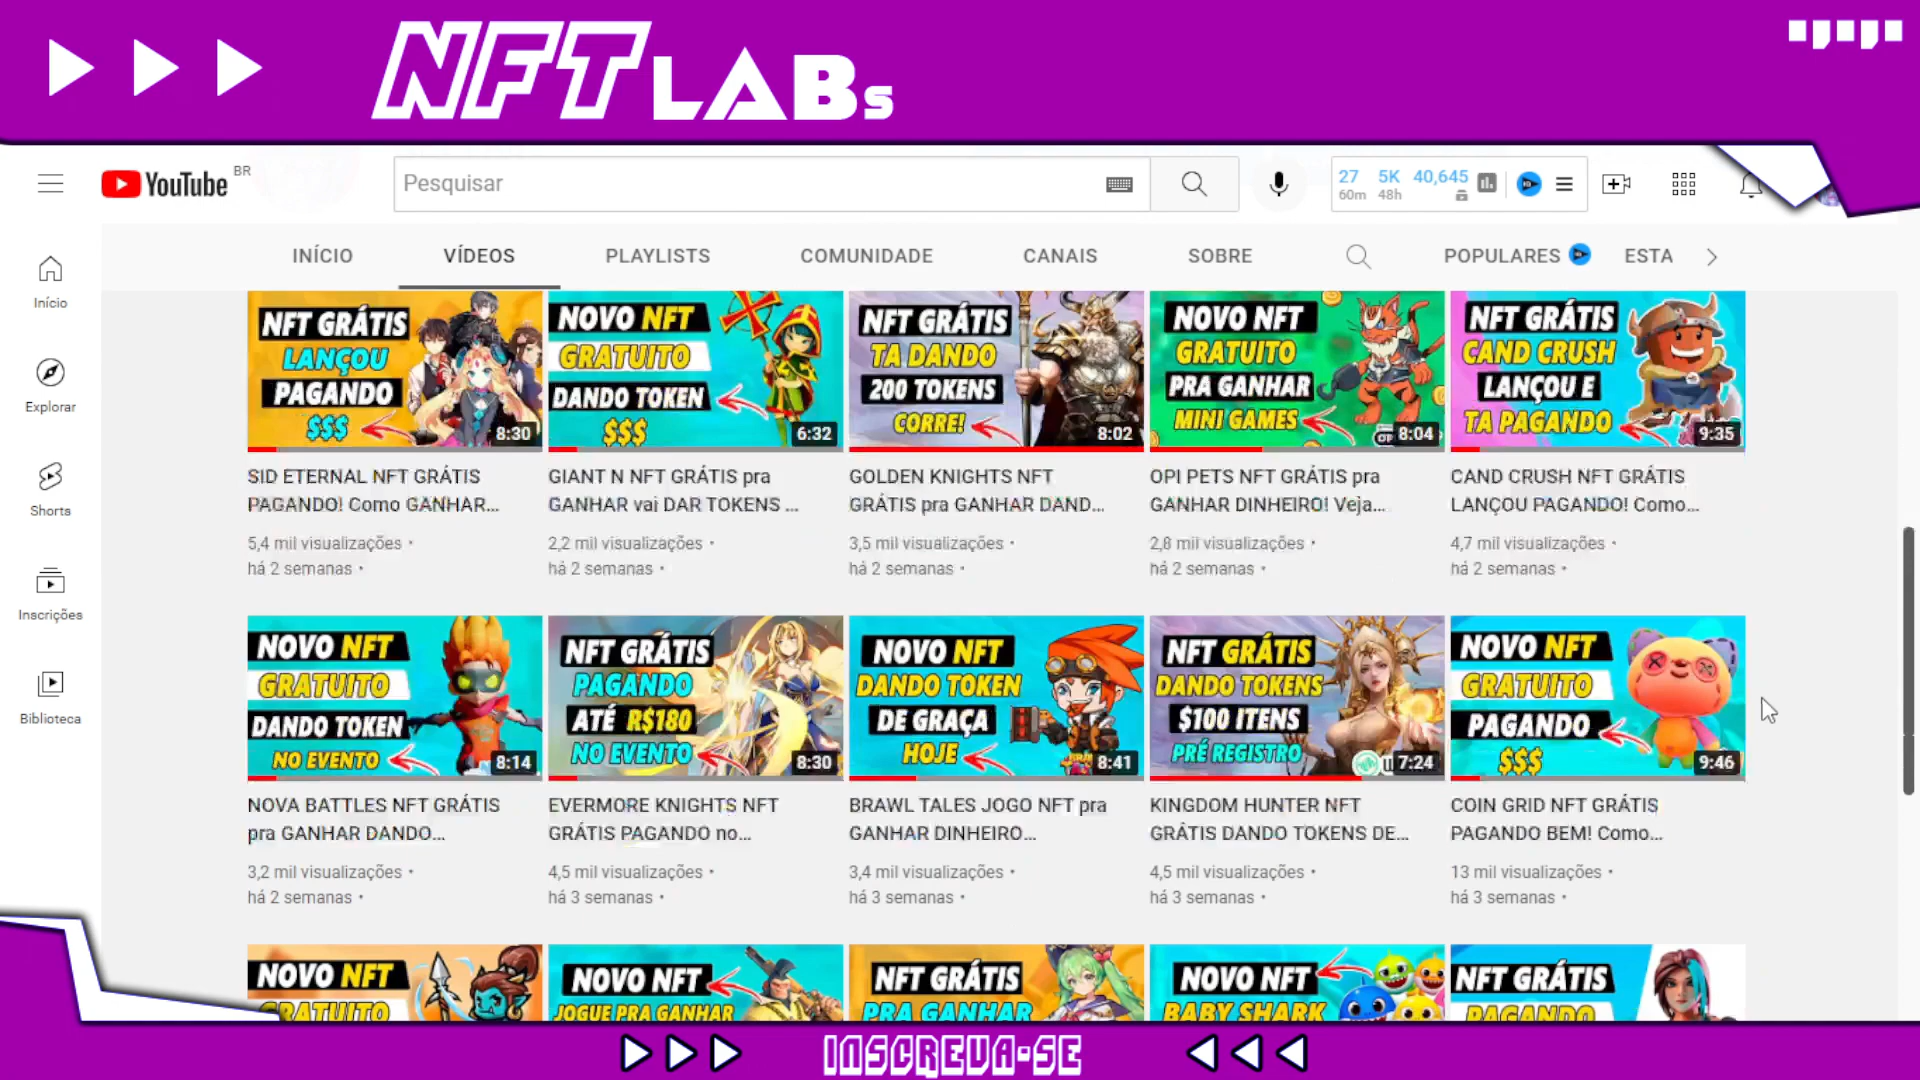 NFT LABs
YouTube BR
Pesquisar
27 5K 40,645
60m 48h
INÍCIO VÍDEOS PLAYLISTS COMUNIDADE CANAIS SOBRE POPULARES ESTA
Início
Explorar
Shorts
Inscrições
Biblioteca
NFT GRÁTIS
LANÇOU
PAGANDO
$$$
8:30
SID ETERNAL NFT GRÁTIS
PAGANDO! Como GANHAR...
5,4 mil visualizações •
há 2 semanas •
NOVO NFT
GRATUITO
DANDO TOKEN
$$$
6:32
GIANT N NFT GRÁTIS pra
GANHAR vai DAR TOKENS ...
2,2 mil visualizações •
há 2 semanas •
NFT GRÁTIS
TA DANDO
200 TOKENS
CORRE!
8:02
GOLDEN KNIGHTS NFT
GRÁTIS pra GANHAR DAND...
3,5 mil visualizações •
há 2 semanas •
NOVO NFT
GRATUITO
PRA GANHAR
MINI GAMES
8:04
OPI PETS NFT GRÁTIS pra
GANHAR DINHEIRO! Veja...
2,8 mil visualizações •
há 2 semanas •
NFT GRÁTIS
CAND CRUSH
LANÇOU E
TA PAGANDO
9:35
CAND CRUSH NFT GRÁTIS
LANÇOU PAGANDO! Como...
4,7 mil visualizações •
há 2 semanas •
NOVO NFT
GRATUITO
DANDO TOKEN
NO EVENTO
8:14
NOVA BATTLES NFT GRÁTIS
pra GANHAR DANDO...
3,2 mil visualizações •
há 2 semanas •
NFT GRÁTIS
PAGANDO
ATÉ R$180
NO EVENTO
8:30
EVERMORE KNIGHTS NFT
GRÁTIS PAGANDO no...
4,5 mil visualizações •
há 3 semanas •
NOVO NFT
DANDO TOKEN
DE GRAÇA
HOJE
8:41
BRAWL TALES JOGO NFT pra
GANHAR DINHEIRO...
3,4 mil visualizações •
há 3 semanas •
NFT GRÁTIS
DANDO TOKENS
$100 ITENS
PRÉ REGISTRO
7:24
KINGDOM HUNTER NFT
GRÁTIS DANDO TOKENS DE...
4,5 mil visualizações •
há 3 semanas •
NOVO NFT
GRATUITO
PAGANDO
$$$
9:46
COIN GRID NFT GRÁTIS
PAGANDO BEM! Como...
13 mil visualizações •
há 3 semanas •
NOVO NFT
GRATUITO
NOVO NFT
JOGUE PRA GANHAR
NFT GRÁTIS
PRA GANHAR
NOVO NFT
BABY SHARK
NFT GRÁTIS
PAGANDO
INSCREVA-SE